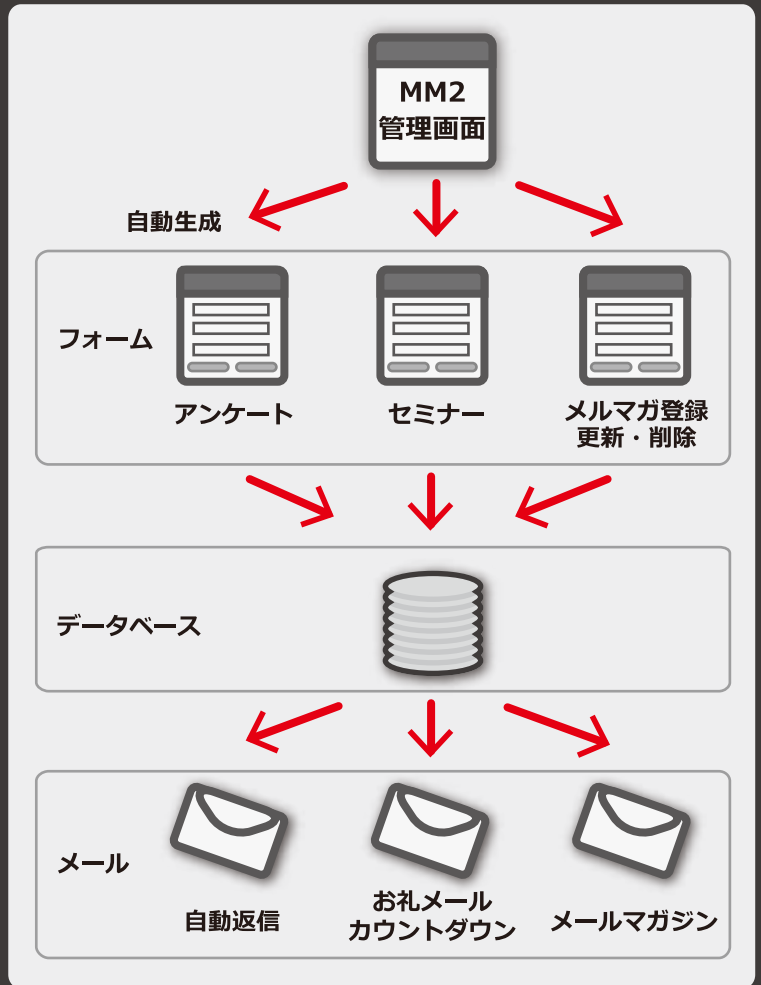 MM2
管理画面
自動生成
フォーム
アンケート
セミナー
メルマガ登録
更新・削除
データベース
メール
自動返信
お礼メール
カウントダウン
メールマガジン